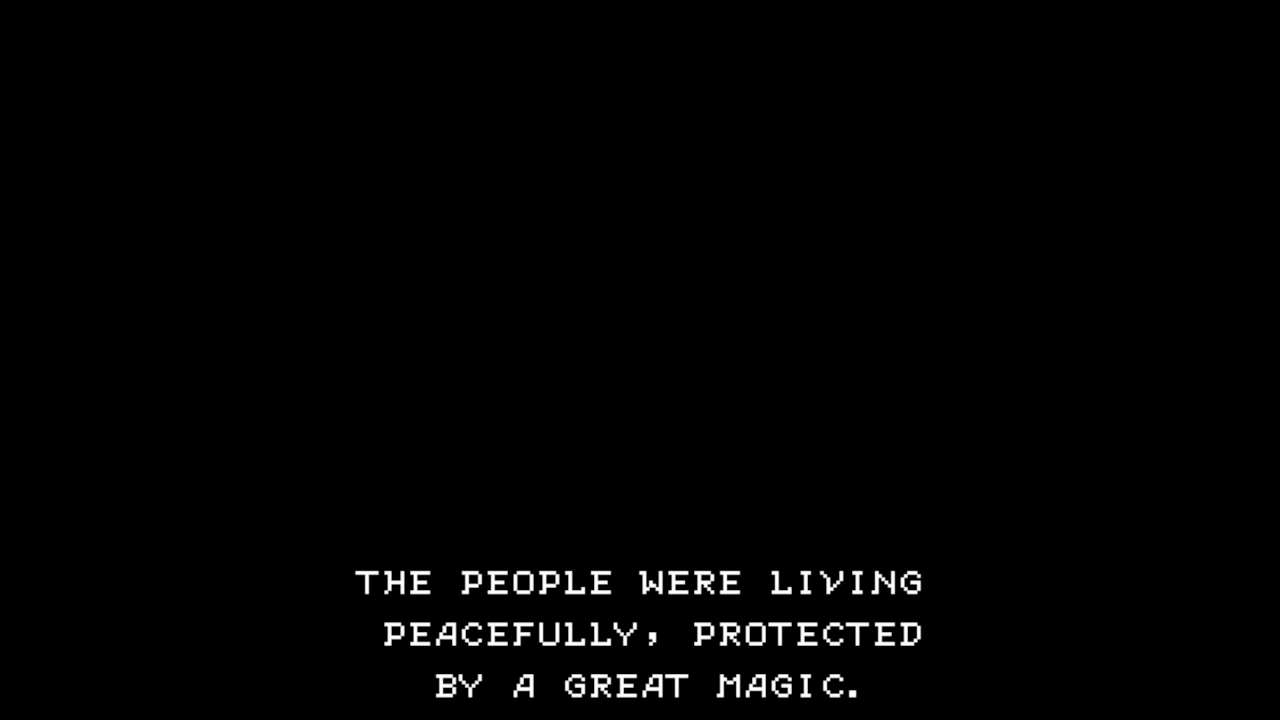 THE PEOPLE WERE LIVING
PEACEFULLY, PROTECTED
BY A GREAT MAGIC.